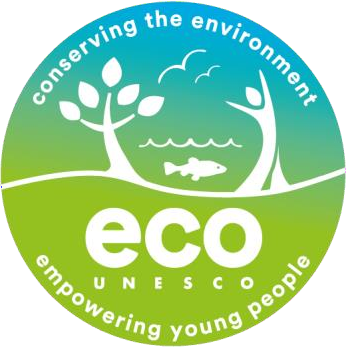 conserving the environment
eco
UNESCO
empowering young people